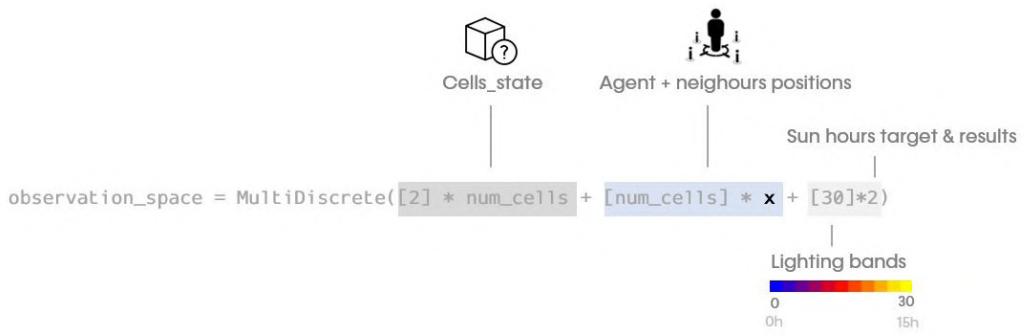 ?
Cells_state
Agent + neighours positions
Sun hours target & results
observation_space = MultiDiscrete([2] * num_cells + [num_cells] * x + [30]*2)
Lighting bands
0 30
0h 15h